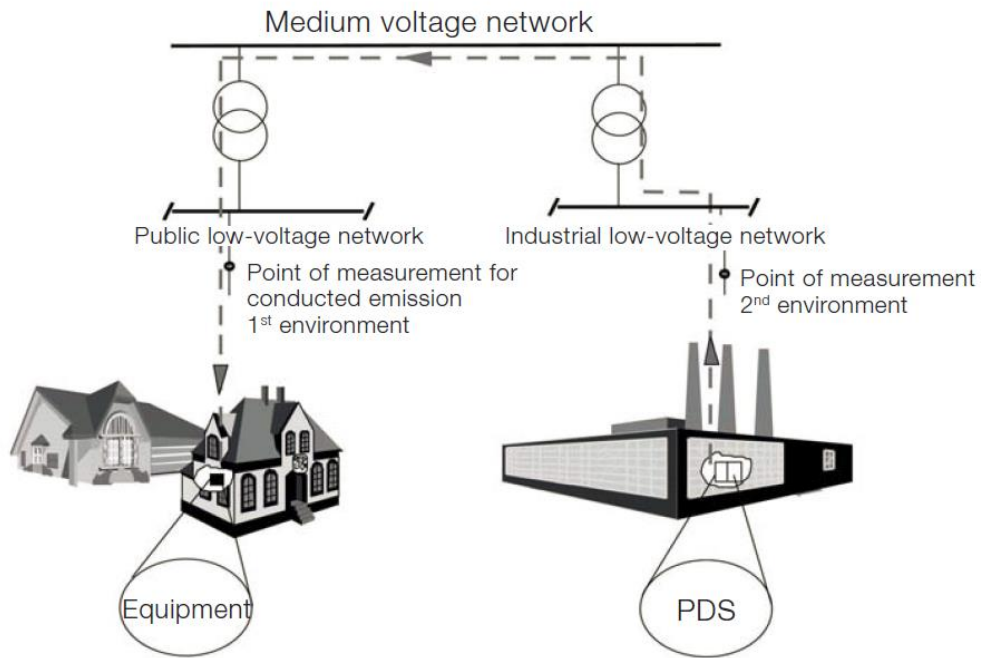 Medium voltage network
Public low-voltage network
Industrial low-voltage network
Point of measurement for
conducted emission
1st environment
Point of measurement
2nd environment
Equipment
PDS